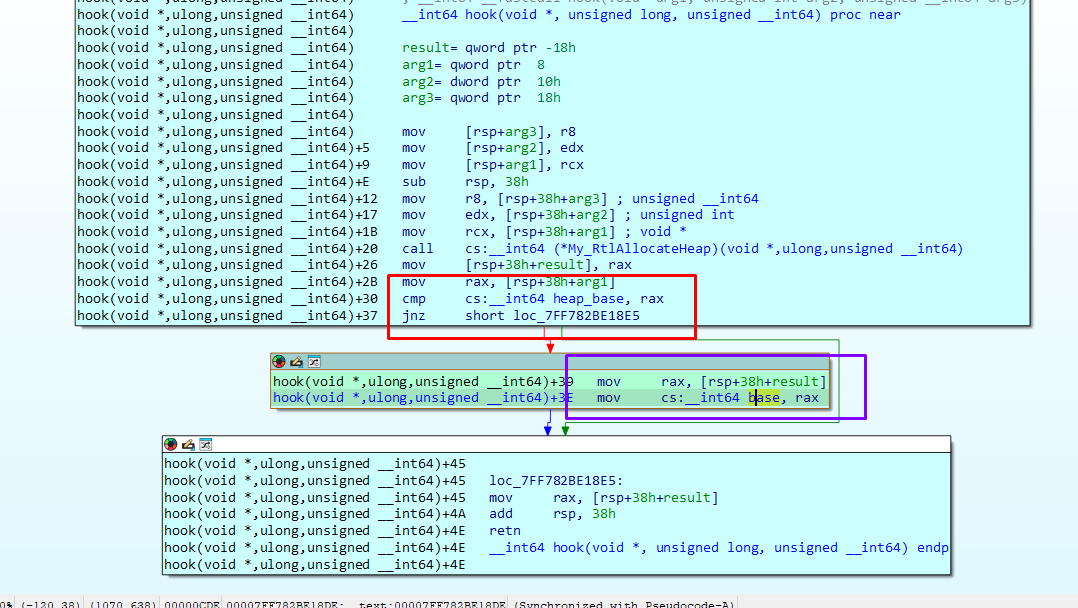 hook(void *,ulong,unsigned __int64) ; __int64 __fastcall hook(void *arg1, unsigned int arg2, unsigned __int64 arg3)
hook(void *,ulong,unsigned __int64) __int64 hook(void *, unsigned long, unsigned __int64) proc near
hook(void *,ulong,unsigned __int64)
hook(void *,ulong,unsigned __int64) result= qword ptr -18h
hook(void *,ulong,unsigned __int64) arg1= qword ptr 8
hook(void *,ulong,unsigned __int64) arg2= dword ptr 10h
hook(void *,ulong,unsigned __int64) arg3= qword ptr 18h
hook(void *,ulong,unsigned __int64)
hook(void *,ulong,unsigned __int64) mov [rsp+arg3], r8
hook(void *,ulong,unsigned __int64)+5 mov [rsp+arg2], edx
hook(void *,ulong,unsigned __int64)+9 mov [rsp+arg1], rcx
hook(void *,ulong,unsigned __int64)+E sub rsp, 38h
hook(void *,ulong,unsigned __int64)+12 mov r8, [rsp+38h+arg3] ; unsigned __int64
hook(void *,ulong,unsigned __int64)+17 mov edx, [rsp+38h+arg2] ; unsigned int
hook(void *,ulong,unsigned __int64)+1B mov rcx, [rsp+38h+arg1] ; void *
hook(void *,ulong,unsigned __int64)+20 call cs:__int64 (*My_RtlAllocateHeap)(void *,ulong,unsigned __int64)
hook(void *,ulong,unsigned __int64)+26 mov [rsp+38h+result], rax
hook(void *,ulong,unsigned __int64)+2B mov rax, [rsp+38h+arg1]
hook(void *,ulong,unsigned __int64)+30 cmp cs:__int64 heap_base, rax
hook(void *,ulong,unsigned __int64)+37 jnz short loc_7FF782BE18E5
hook(void *,ulong,unsigned __int64)+39 mov rax, [rsp+38h+result]
hook(void *,ulong,unsigned __int64)+3E mov cs:__int64 base, rax
hook(void *,ulong,unsigned __int64)+45
hook(void *,ulong,unsigned __int64)+45 loc_7FF782BE18E5:
hook(void *,ulong,unsigned __int64)+45 mov rax, [rsp+38h+result]
hook(void *,ulong,unsigned __int64)+4A add rsp, 38h
hook(void *,ulong,unsigned __int64)+4E retn
hook(void *,ulong,unsigned __int64)+4E __int64 hook(void *, unsigned long, unsigned __int64) endp
hook(void *,ulong,unsigned __int64)+4E
(-120,38) (1070,638) 00000CDE 00007FF782BE18DE: .text:00007FF782BE18DE (Synchronized with Pseudocode-A)